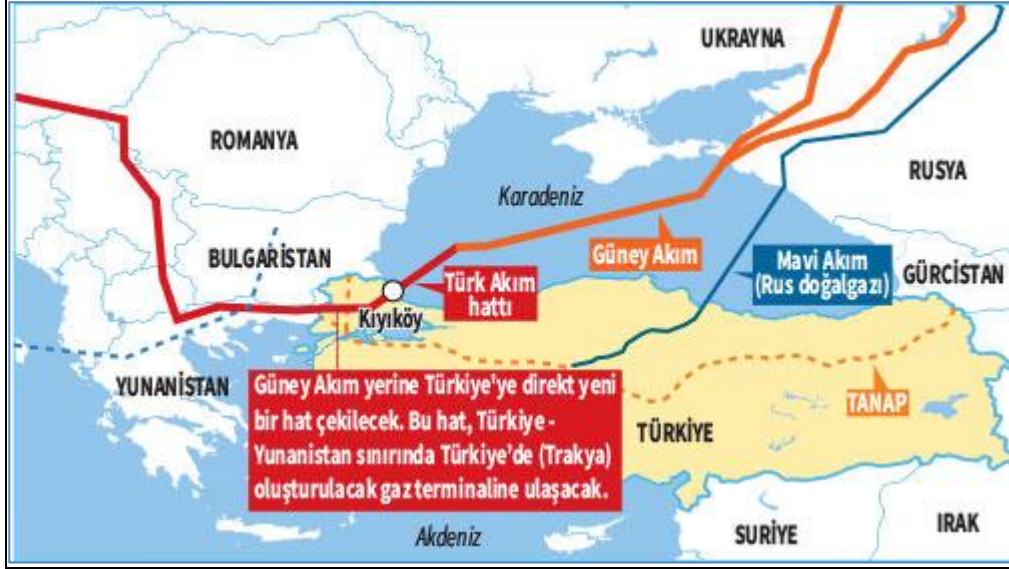 UKRAYNA
ROMANYA
RUSYA
Karadeniz
BULGARİSTAN
Güney Akım
Mavi Akım
(Rus doğalgazı)
GÜRCİSTAN
Türk Akım
hattı
Kıyıköy
YUNANİSTAN
Güney Akım yerine Türkiye'ye direkt yeni
bir hat çekilecek. Bu hat, Türkiye -
Yunanistan sınırında Türkiye'de (Trakya)
oluşturulacak gaz terminaline ulaşacak.
TANAP
TÜRKİYE
Akdeniz
SURİYE
IRAK